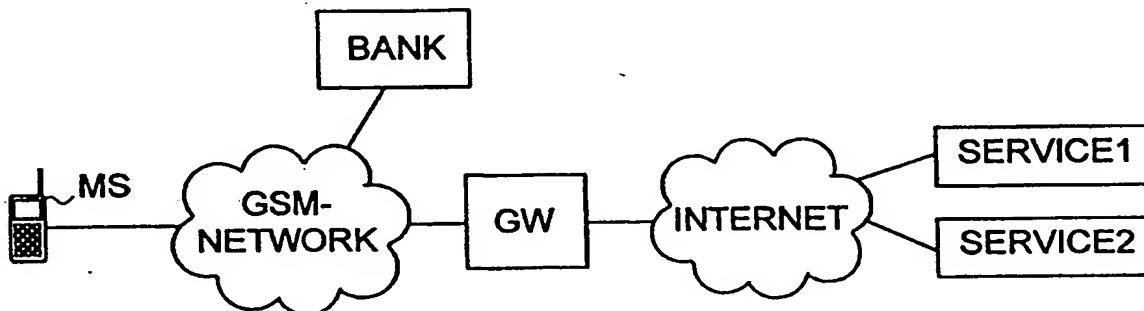 BANK
MS
GSM-
NETWORK
GW
INTERNET
SERVICE1
SERVICE2